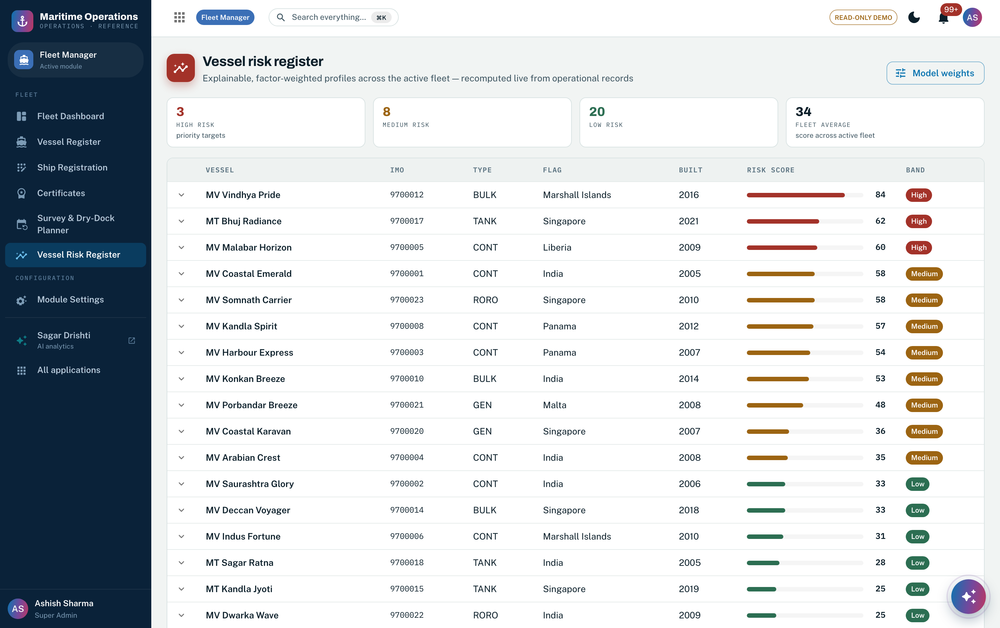 Maritime Operations
OPERATIONS · REFERENCE
Fleet Manager
Active module
FLEET
Fleet Dashboard
Vessel Register
Ship Registration
Certificates
Survey & Dry-Dock
Planner
Vessel Risk Register
CONFIGURATION
Module Settings
Sagar Drishti
AI analytics
All applications
AS
Ashish Sharma
Super Admin
Fleet Manager
Search everything... ⌘K
READ-ONLY DEMO
99+
AS
Vessel risk register
Explainable, factor-weighted profiles across the active fleet — recomputed live from operational records
Model weights
3
HIGH RISK
priority targets
8
MEDIUM RISK
20
LOW RISK
34
FLEET AVERAGE
score across active fleet
VESSEL IMO TYPE FLAG BUILT RISK SCORE BAND
MV Vindhya Pride 9700012 BULK Marshall Islands 2016 84 High
MT Bhuj Radiance 9700017 TANK Singapore 2021 62 High
MV Malabar Horizon 9700005 CONT Liberia 2009 60 High
MV Coastal Emerald 9700001 CONT India 2005 58 Medium
MV Somnath Carrier 9700023 RORO Singapore 2010 58 Medium
MV Kandla Spirit 9700008 CONT Panama 2012 57 Medium
MV Harbour Express 9700003 CONT Panama 2007 54 Medium
MV Konkan Breeze 9700010 BULK India 2014 53 Medium
MV Porbandar Breeze 9700021 GEN Malta 2008 48 Medium
MV Coastal Karavan 9700020 GEN Singapore 2007 36 Medium
MV Arabian Crest 9700004 CONT India 2008 35 Medium
MV Saurashtra Glory 9700002 CONT India 2006 33 Low
MV Deccan Voyager 9700014 BULK Singapore 2018 33 Low
MV Indus Fortune 9700006 CONT Marshall Islands 2010 31 Low
MT Sagar Ratna 9700018 TANK India 2005 28 Low
MT Kandla Jyoti 9700015 TANK Singapore 2019 25 Low
MV Dwarka Wave 9700022 RORO India 2009 25 Low